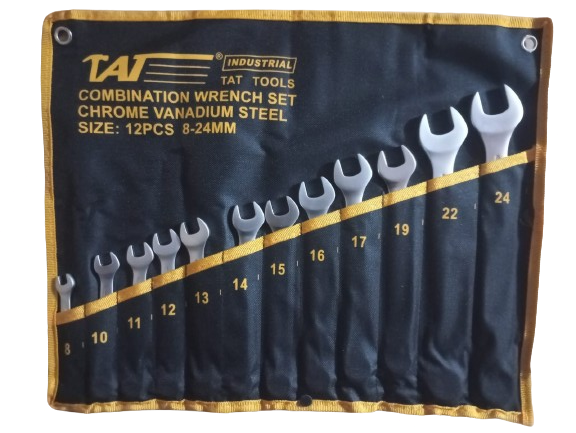 TAT® INDUSTRIAL
TAT TOOLS
COMBINATION WRENCH SET
CHROME VANADIUM STEEL
SIZE: 12PCS 8-24MM
8 10 11 12 13 14 15 16 17 19 22 24